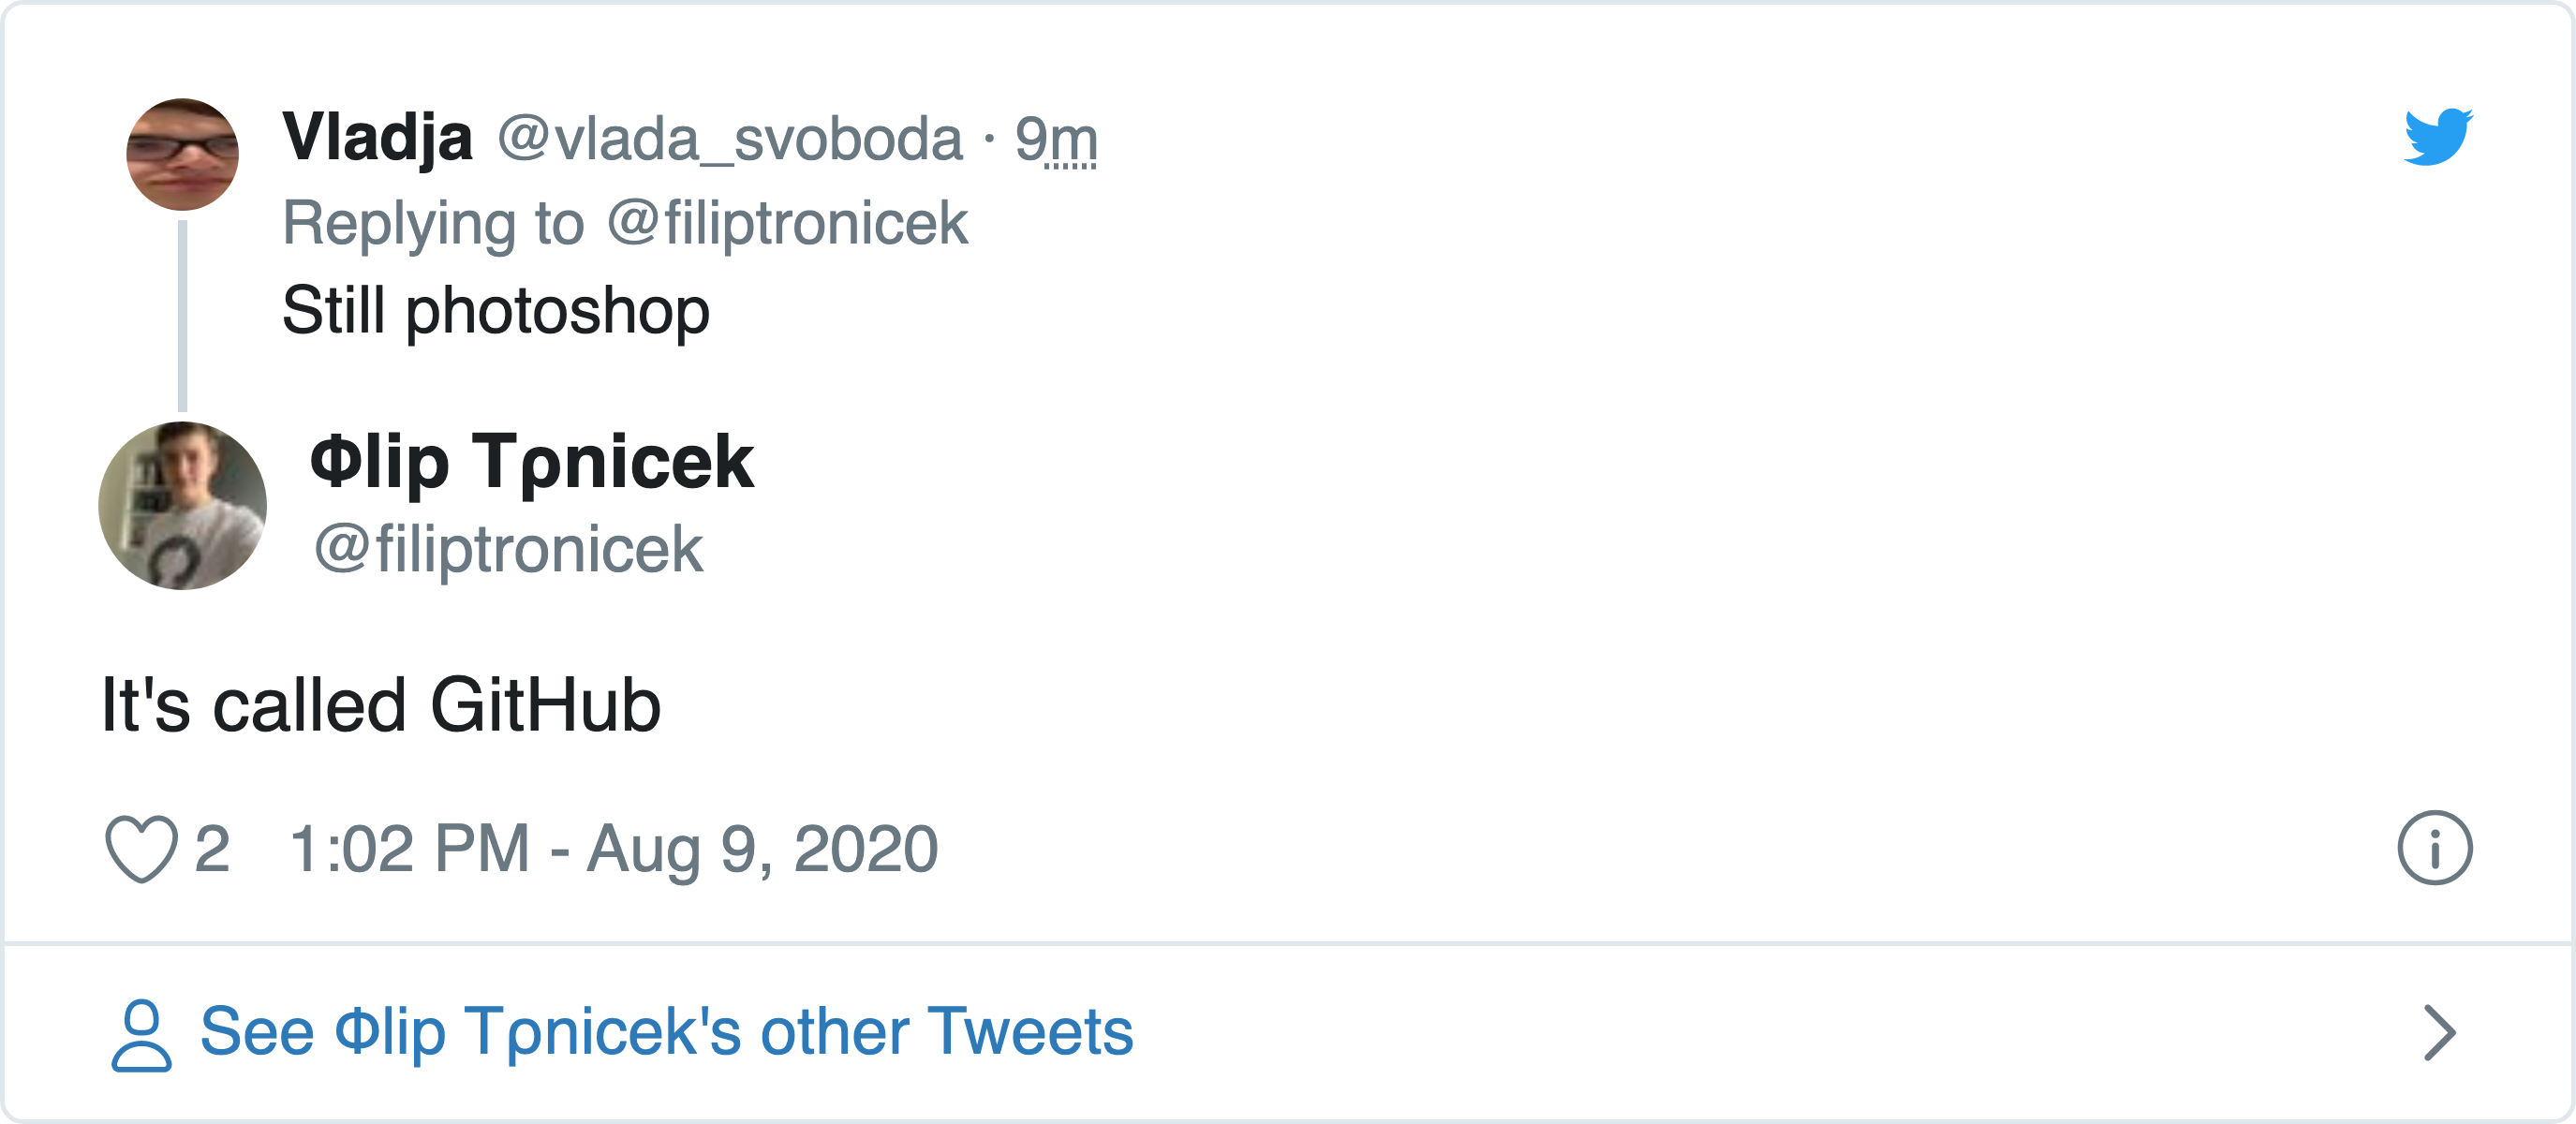 Vladja @vlada_svoboda · 9m
Replying to @filiptronicek
Still photoshop
Φlip Tρnicek
@filiptronicek
It's called GitHub
2 1:02 PM - Aug 9, 2020
See Φlip Tρnicek's other Tweets